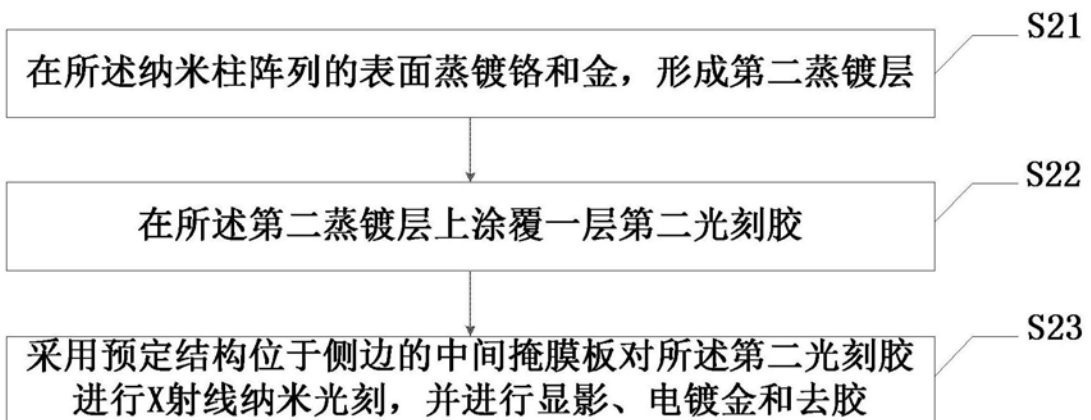 S21
在所述纳米柱阵列的表面蒸镀铬和金，形成第二蒸镀层
S22
在所述第二蒸镀层上涂覆一层第二光刻胶
S23
采用预定结构位于侧边的中间掩膜板对所述第二光刻胶
进行X射线纳米光刻，并进行显影、电镀金和去胶